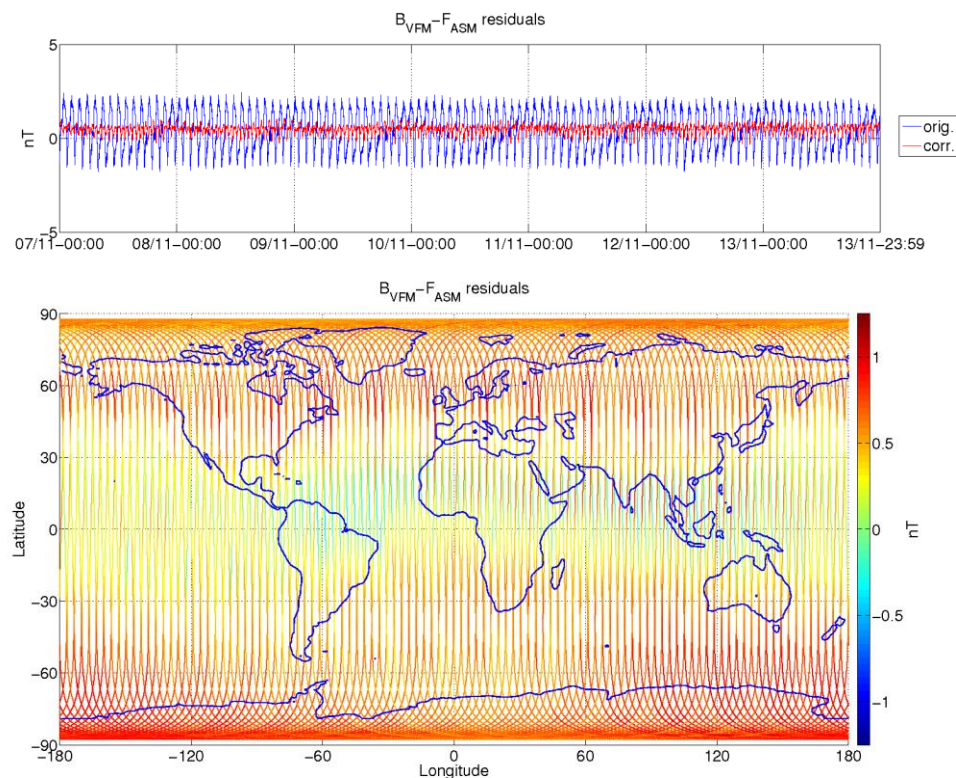 B_VFM−F_ASM residuals
5
0
−5
nT
07/11−00:00 08/11−00:00 09/11−00:00 10/11−00:00 11/11−00:00 12/11−00:00 13/11−00:00 13/11−23:59
orig.
corr.
B_VFM−F_ASM residuals
90
60
30
0
−30
−60
−90
Latitude
−180 −120 −60 0 60 120 180
Longitude
1
0.5
0
−0.5
−1
nT